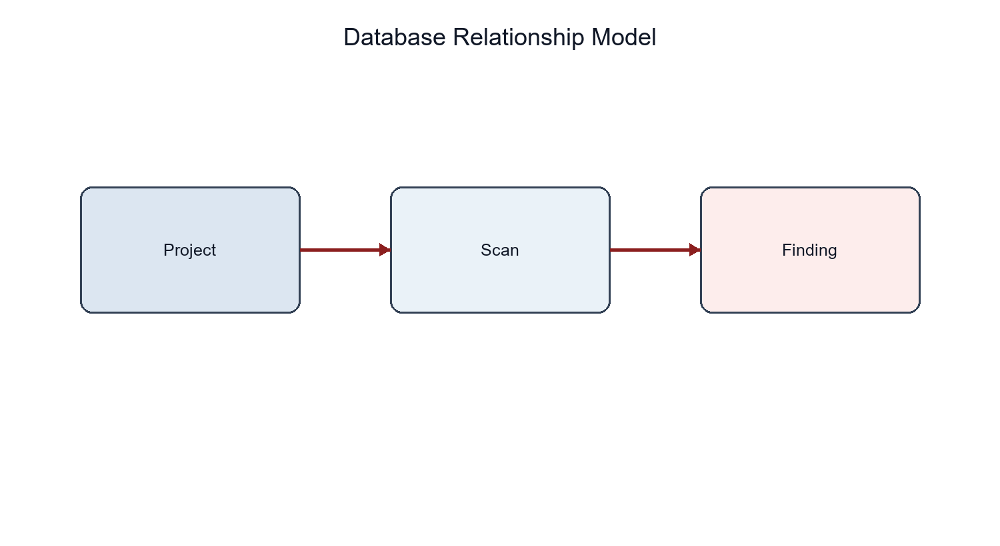 Database Relationship Model
Project
Scan
Finding